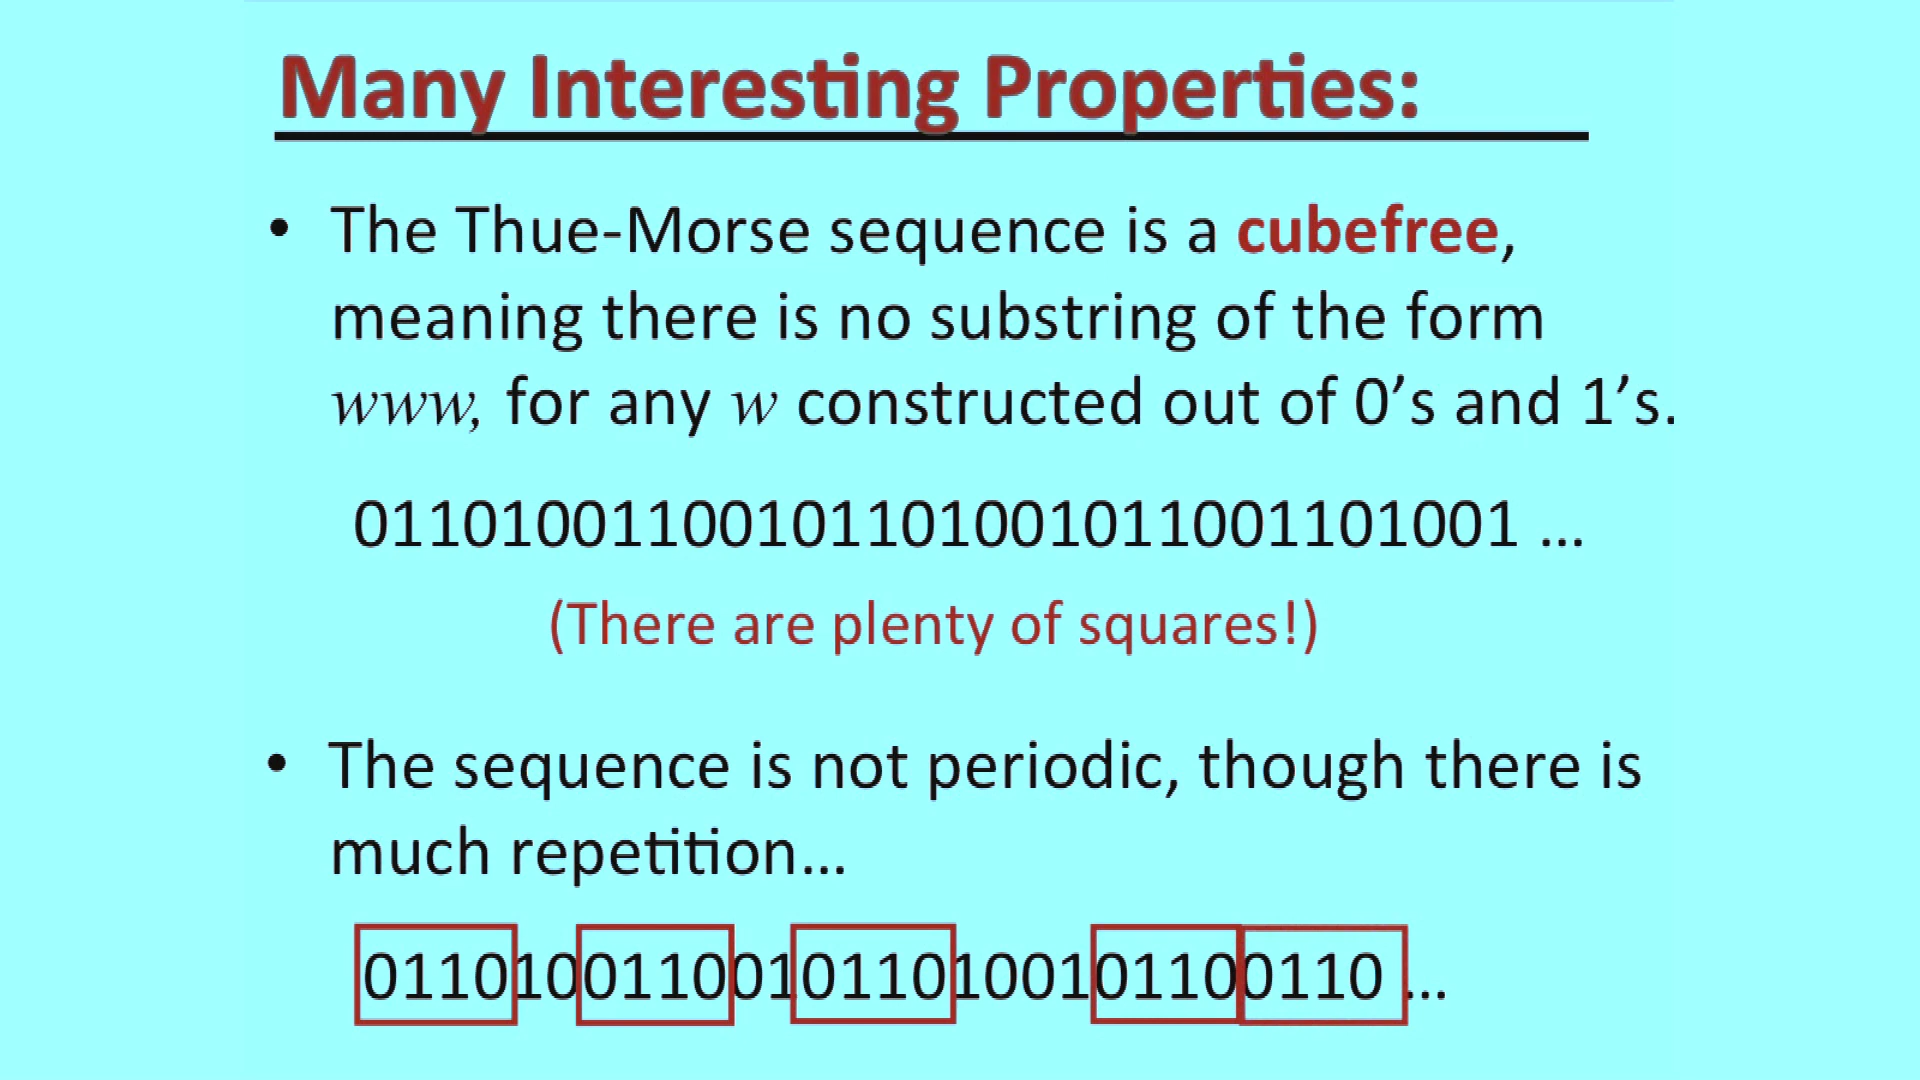 Many Interesting Properties:
• The Thue-Morse sequence is a cubefree,
meaning there is no substring of the form
www, for any w constructed out of 0’s and 1’s.
01101001100101101001011001101001 …
(There are plenty of squares!)
• The sequence is not periodic, though there is
much repetition…
0110100110010110100101100110 …